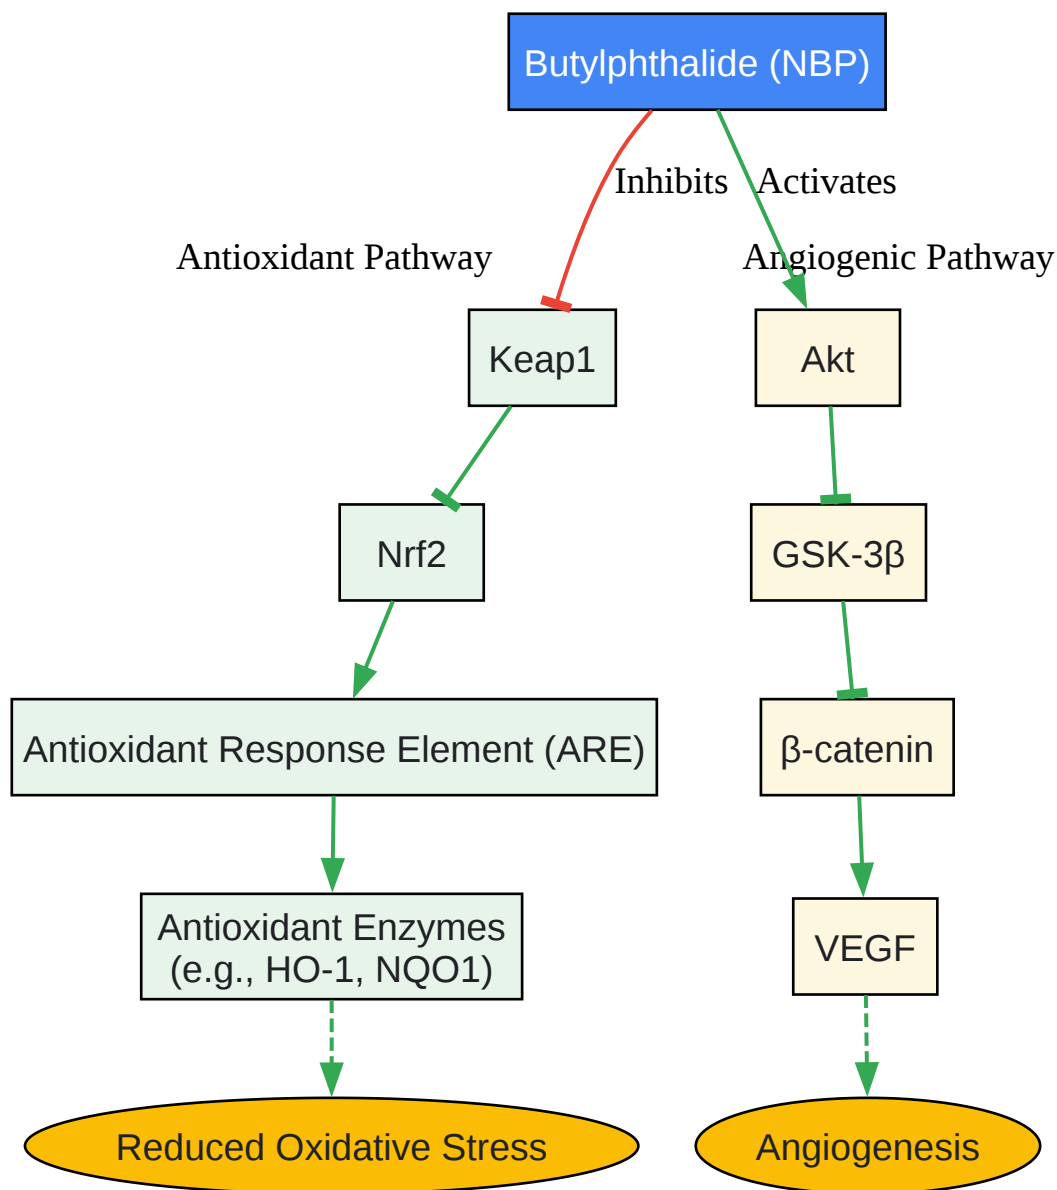 Butylphthalide (NBP)
Inhibits
Activates
Antioxidant Pathway
Angiogenic Pathway
Keap1
Akt
Nrf2
GSK-3β
Antioxidant Response Element (ARE)
β-catenin
Antioxidant Enzymes
(e.g., HO-1, NQO1)
VEGF
Reduced Oxidative Stress
Angiogenesis